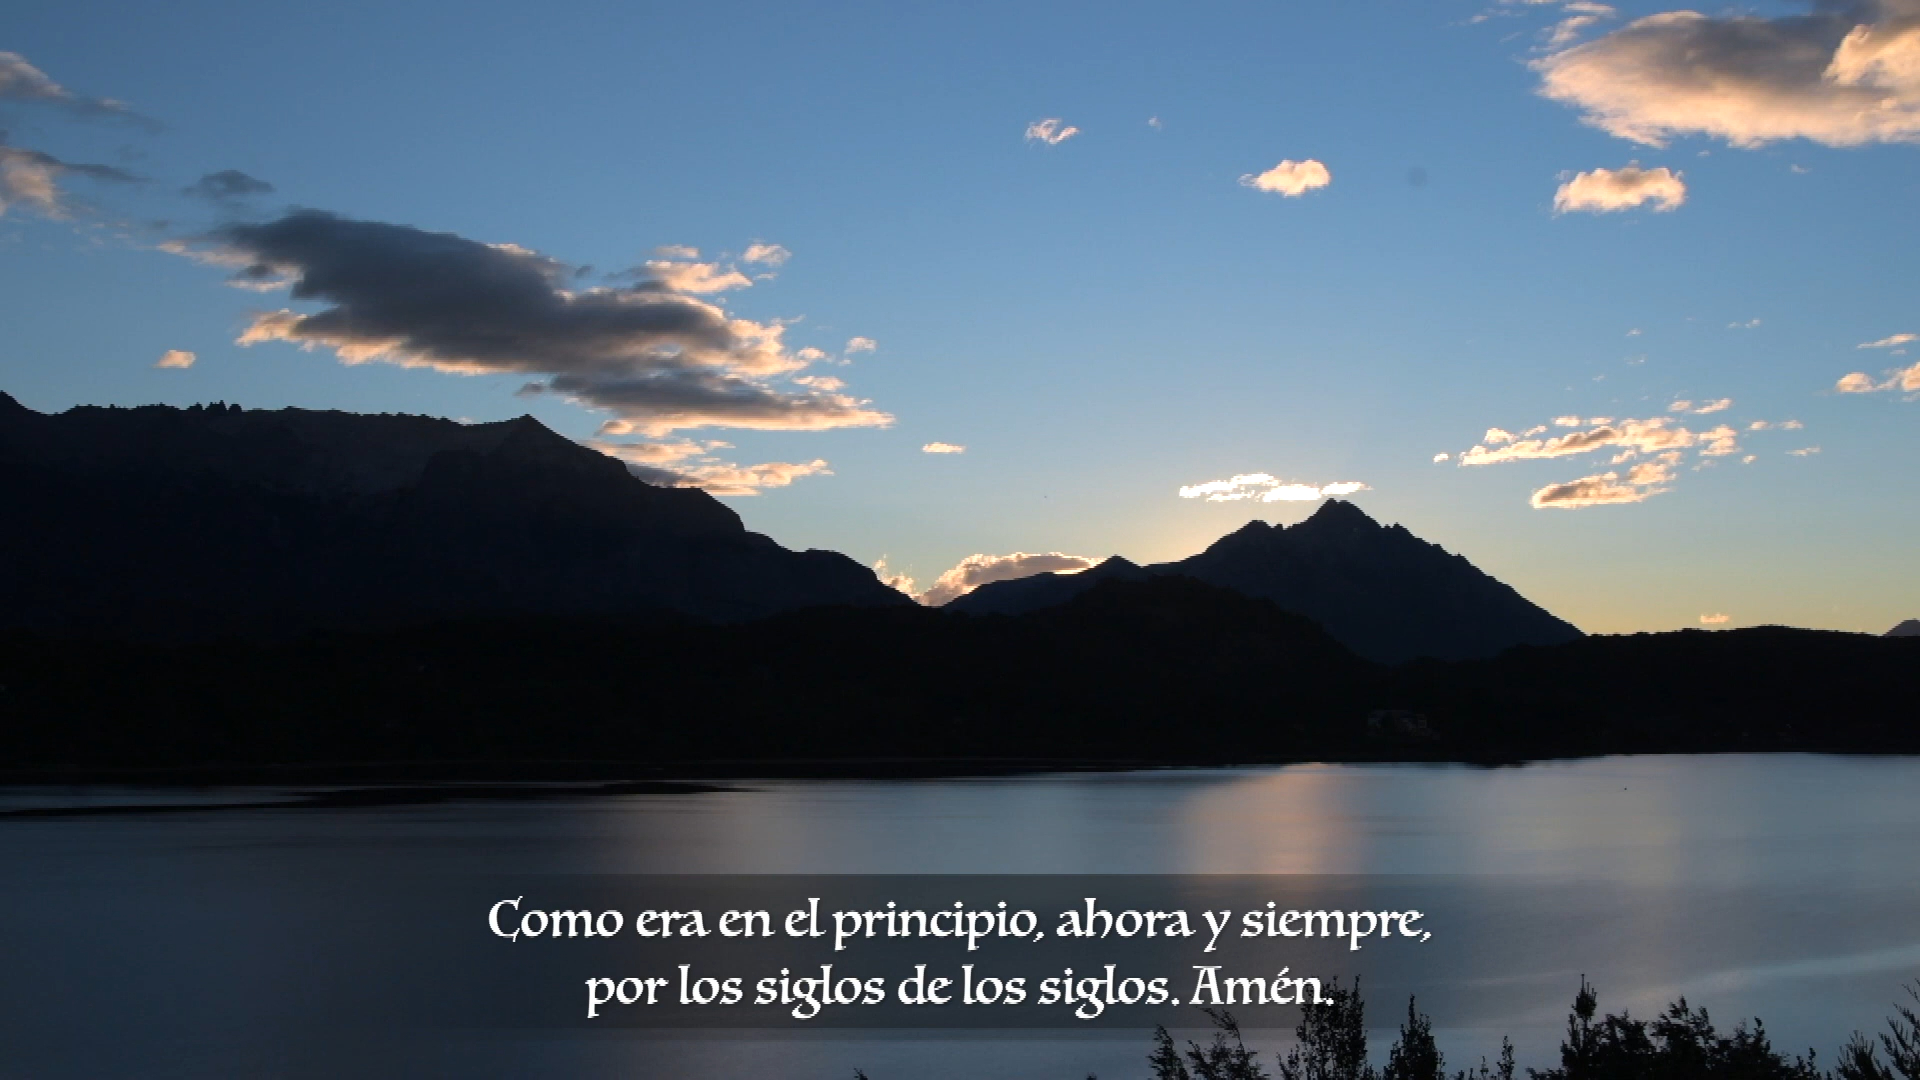 Como era en el principio, ahora y siempre,
por los siglos de los siglos. Amén.